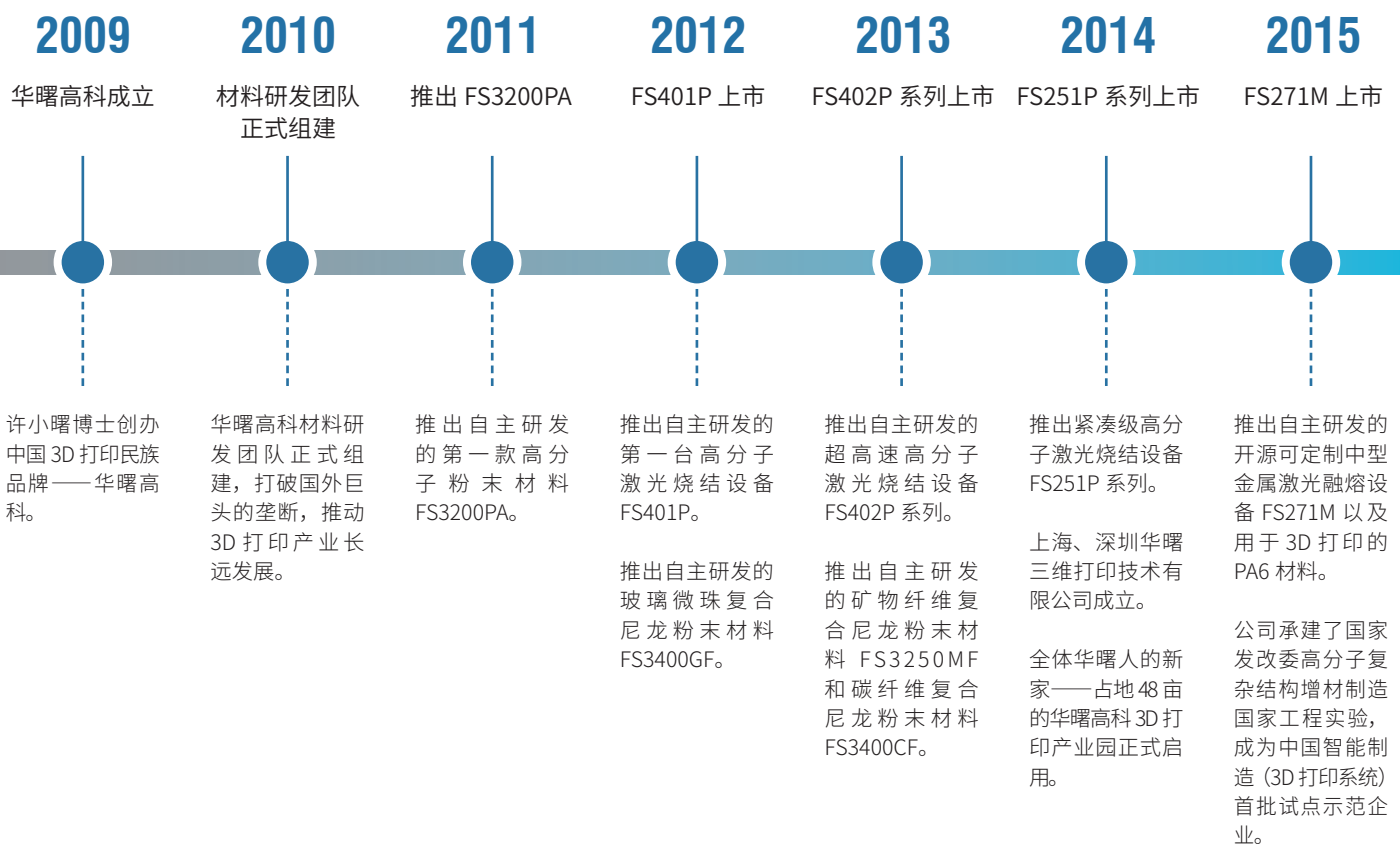 2009
华曙高科成立
许小曙博士创办
中国 3D 打印民族
品牌——华曙高
科。
2010
材料研发团队
正式组建
华曙高科材料研
发团队正式组
建，打破国外巨
头的垄断，推动
3D 打印产业长
远发展。
2011
推出 FS3200PA
推出自主研发
的第一款高分
子粉末材料
FS3200PA。
2012
FS401P 上市
推出自主研发的
第一台高分子
激光烧结设备
FS401P。
推出自主研发的
玻璃微珠复合
尼龙粉末材料
FS3400GF。
2013
FS402P 系列上市
推出自主研发的
超高速高分子
激光烧结设备
FS402P 系列。
推出自主研发
的矿物纤维复
合尼龙粉末材
料 FS3250MF
和碳纤维复合
尼龙粉末材料
FS3400CF。
2014
FS251P 系列上市
推出紧凑级高分
子激光烧结设备
FS251P 系列。
上海、深圳华曙
三维打印技术有
限公司成立。
全体华曙人的新
家——占地 48 亩
的华曙高科 3D 打
印产业园正式启
用。
2015
FS271M 上市
推出自主研发的
开源可定制中型
金属激光融熔设
备 FS271M 以及
用于 3D 打印的
PA6 材料。
公司承建了国家
发改委高分子复
杂结构增材制造
国家工程实验，
成为中国智能制
造（3D 打印系统）
首批试点示范企
业。